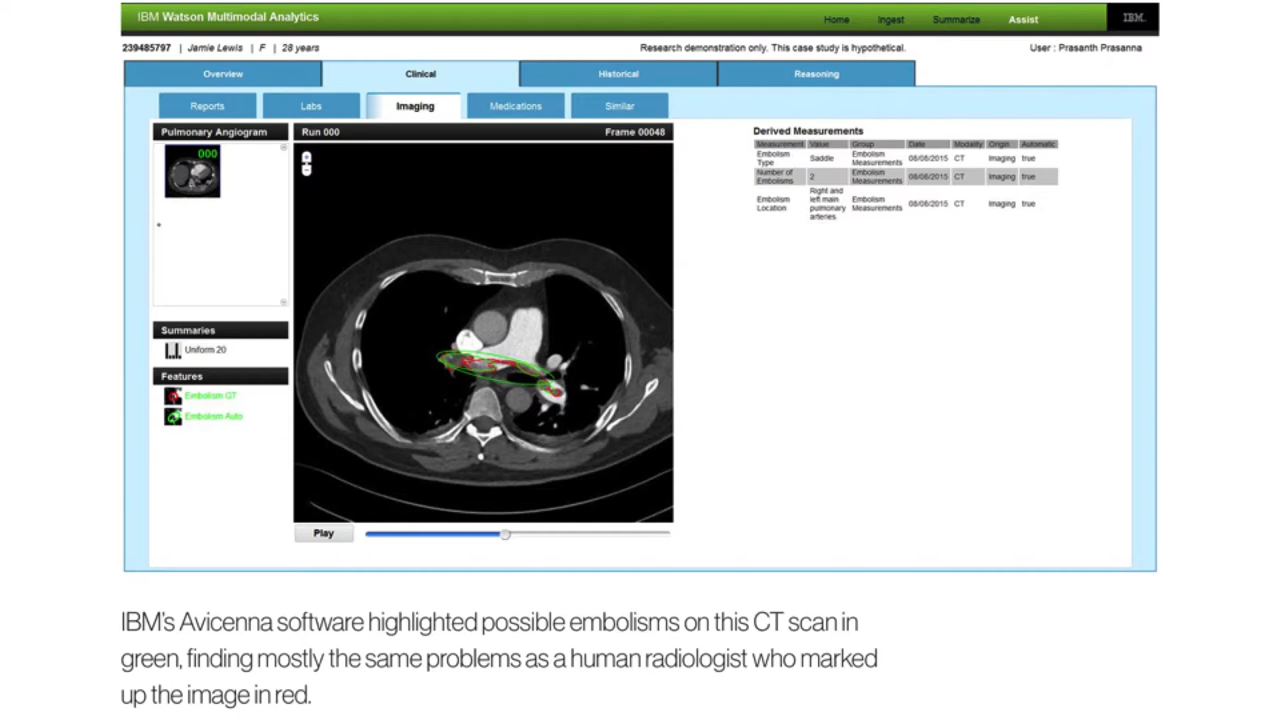 IBM Watson Multimodal Analytics
Home Ingest Summarize Assist IBM
239485797 | Jamie Lewis | F | 28 years
Research demonstration only. This case study is hypothetical.
User : Prasanth Prasanna
Overview Clinical Historical Reasoning
Reports Labs Imaging Medications Similar
Pulmonary Angiogram
000
Summaries
Uniform 20
Features
Embolism GT
Embolism Auto
Run 000 Frame 00048
Play
Derived Measurements
Measurement Value Group Date Modality Origin Automatic
Embolism Type Saddle Embolism Measurements 08/08/2015 CT Imaging true
Number of Embolisms 2 Embolism Measurements 08/08/2015 CT Imaging true
Embolism Location Right and left main pulmonary arteries Embolism Measurements 08/08/2015 CT Imaging true
IBM’s Avicenna software highlighted possible embolisms on this CT scan in
green, finding mostly the same problems as a human radiologist who marked
up the image in red.